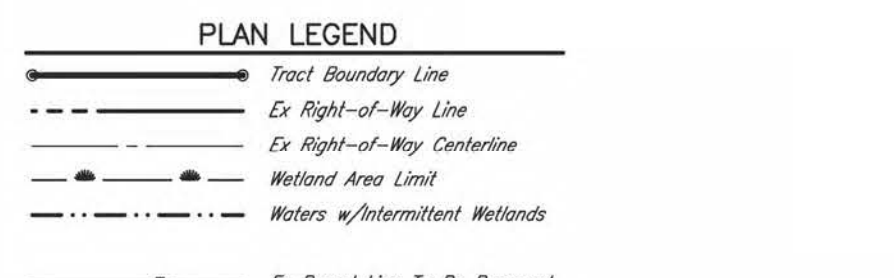 PLAN LEGEND
Tract Boundary Line
Ex Right-of-Way Line
Ex Right-of-Way Centerline
Wetland Area Limit
Waters w/Intermittent Wetlands